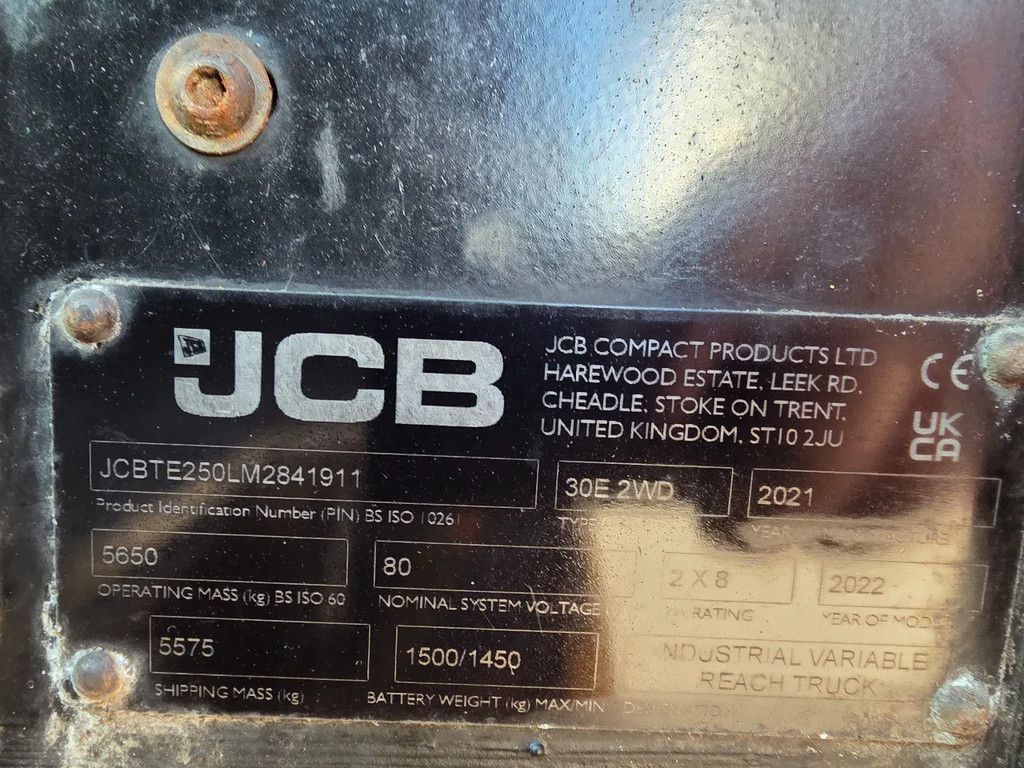 JCB
JCB COMPACT PRODUCTS LTD
HAREWOOD ESTATE, LEEK RD,
CHEADLE, STOKE ON TRENT,
UNITED KINGDOM, ST10 2JU
CE
UK
CA
JCBTE250LM2841911
Product Identification Number (PIN) BS ISO 10261
30E 2WD
TYPE
2021
YEAR
5650
OPERATING MASS (kg) BS ISO 60
80
NOMINAL SYSTEM VOLTAGE
2 X 8
RATING
2022
YEAR OF MODEL
5575
SHIPPING MASS (kg)
1500/1450
BATTERY WEIGHT (kg) MAX/MIN
INDUSTRIAL VARIABLE
REACH TRUCK